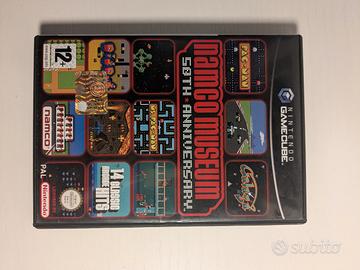 12+
namco museum
50TH ANNIVERSARY
PAC-MAN
NINTENDO
GAMECUBE
namco
14 CLASSIC
ARCADE HITS
Galaga
PAL
Nintendo
subito